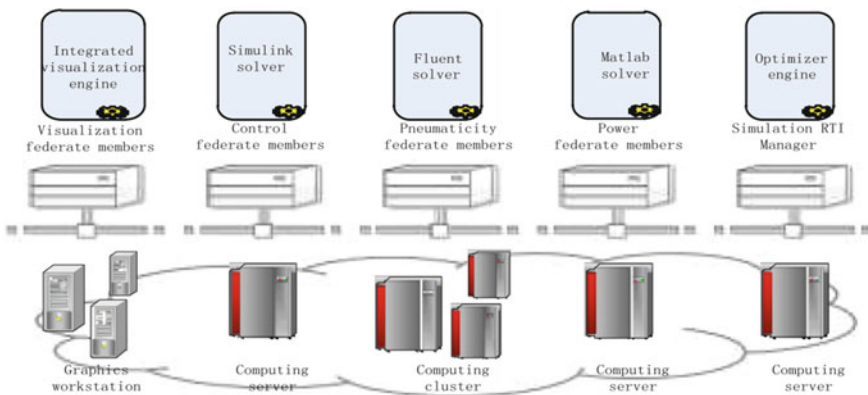 Integrated
visualization
engine
Simulink
solver
Fluent
solver
Matlab
solver
Optimizer
engine
Visualization
federate members
Control
federate members
Pneumaticity
federate members
Power
federate members
Simulation RTI
Manager
Graphics
workstation
Computing
server
Computing
cluster
Computing
server
Computing
server